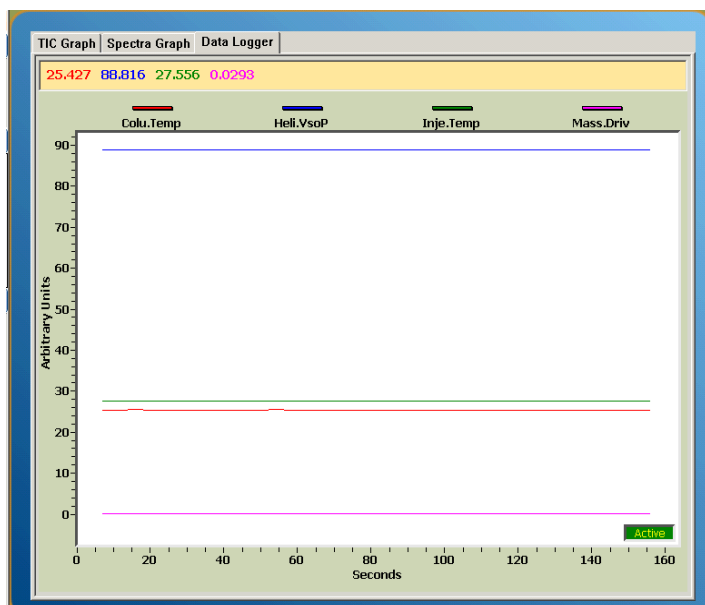 TIC Graph Spectra Graph Data Logger
25.427 88.816 27.556 0.0293
Colu.Temp Heli.VsoP Inje.Temp Mass.Driv
90
80
70
60
50
40
30
20
10
0
Arbitrary Units
Active
0 20 40 60 80 100 120 140 160
Seconds